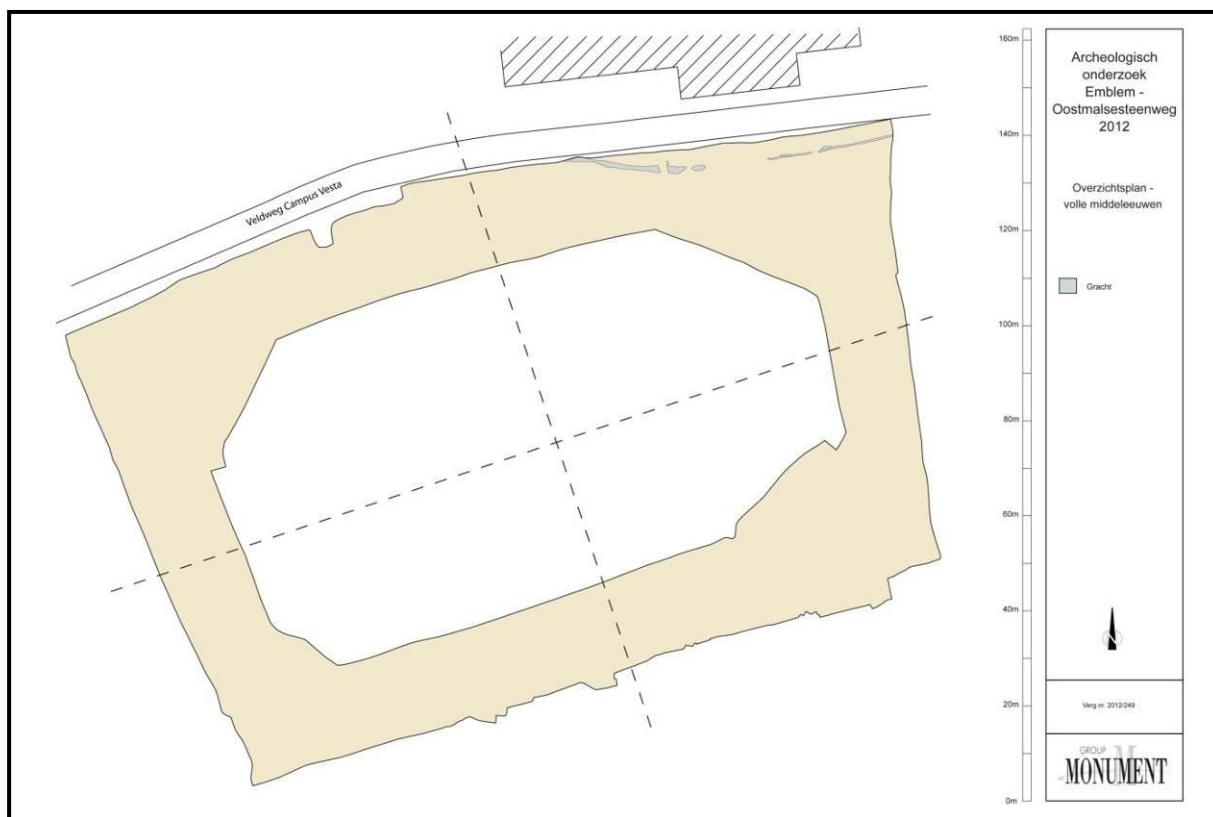 Veldweg Campus Vesta
160m
140m
120m
100m
80m
60m
40m
20m
0m
Archeologisch
onderzoek
Emblem -
Oostmalsesteenweg
2012
Overzichtsplan -
volle middeleeuwen
Gracht
N
Verg.nr. 2012/249
GROUP
M
MONUMENT